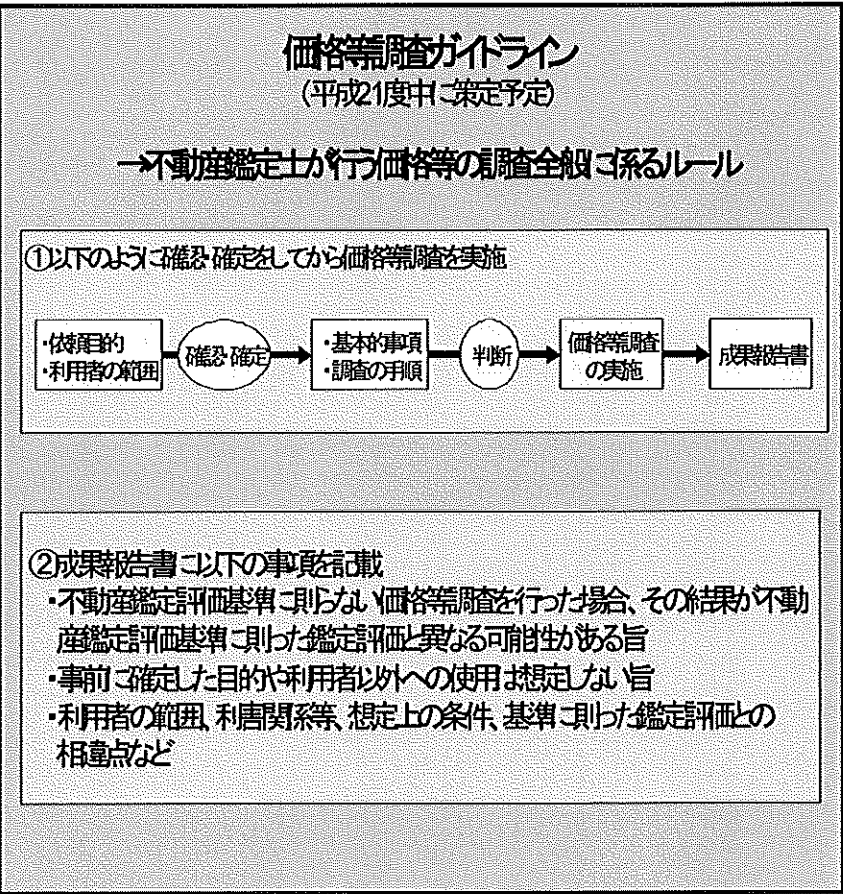 価格等調査ガイドライン
(平成21度中に策定予定)
→不動産鑑定士が行う価格等の調査全般に係るルール
①以下のように確認・確定をしてから価格等調査を実施
・依頼目的
・利用者の範囲
確認・確定
・基本的事項
・調査の手順
判断
価格等調査
の実施
成果報告書
②成果報告書に以下の事項を記載
・不動産鑑定評価基準に則らない価格等調査を行った場合、その結果が不動
産鑑定評価基準に則った鑑定評価と異なる可能性がある旨
・事前に確定した目的や利用者以外への使用は想定しない旨
・利用者の範囲、利害関係等、想定上の条件、基準に則った鑑定評価との
相違点など